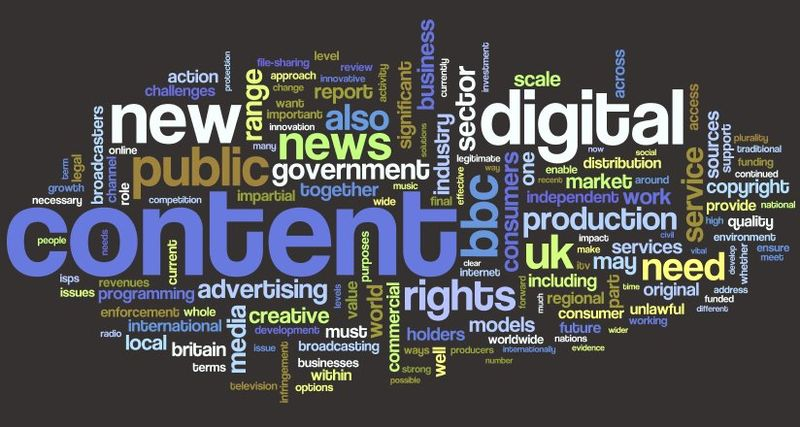 level
file-sharing
protection
action
approach
review
currently
business
investment
scale
across
challenges
change
innovative
activity
significant
sector
digital
access
new
range
want
report
important
also
solutions
broadcasters
online
innovation
news
industry
legitimate
now
social
sources
support
plurality
traditional
term
legal
channel
role
public
many
government
effective
way
one
enable
distribution
funding
growth
together
music
bbc
consumers
recent
market
around
service
continued
copyright
necessary
competition
impartial
wide
final
independent
work
provide
national
content
production
high
quality
people
needs
clear
uk
impact
civil
environment
internet
make
services
vital
ensure
isps
current
purposes
itv
may
need
develop
whether
meet
revenues
issues
programming
advertising
levels
value
world
commercial
rights
forward
including
part
time
original
address
funded
enforcement
whole
creative
much
regional
consumer
unlawful
different
radio
international
media
development
must
holders
models
future
wider
working
local
britain
issue
broadcasting
ways
producers
worldwide
nations
evidence
terms
businesses
well
internationally
within
strong
number
television
infringement
options
possible